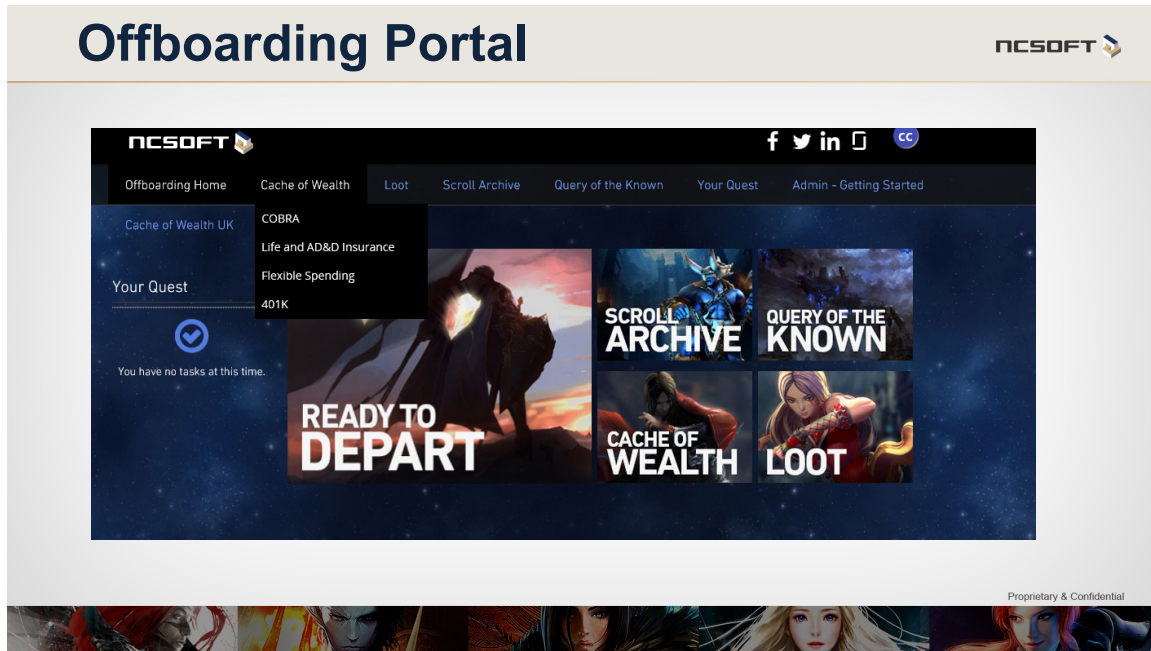 Offboarding Portal
NCSOFT
NCSOFT
CC
Offboarding Home Cache of Wealth Loot Scroll Archive Query of the Known Your Quest Admin - Getting Started
Cache of Wealth UK
COBRA
Life and AD&D Insurance
Flexible Spending
401K
Your Quest
You have no tasks at this time.
READY TO
DEPART
SCROLL
ARCHIVE
QUERY OF THE
KNOWN
CACHE OF
WEALTH
LOOT
Proprietary & Confidential